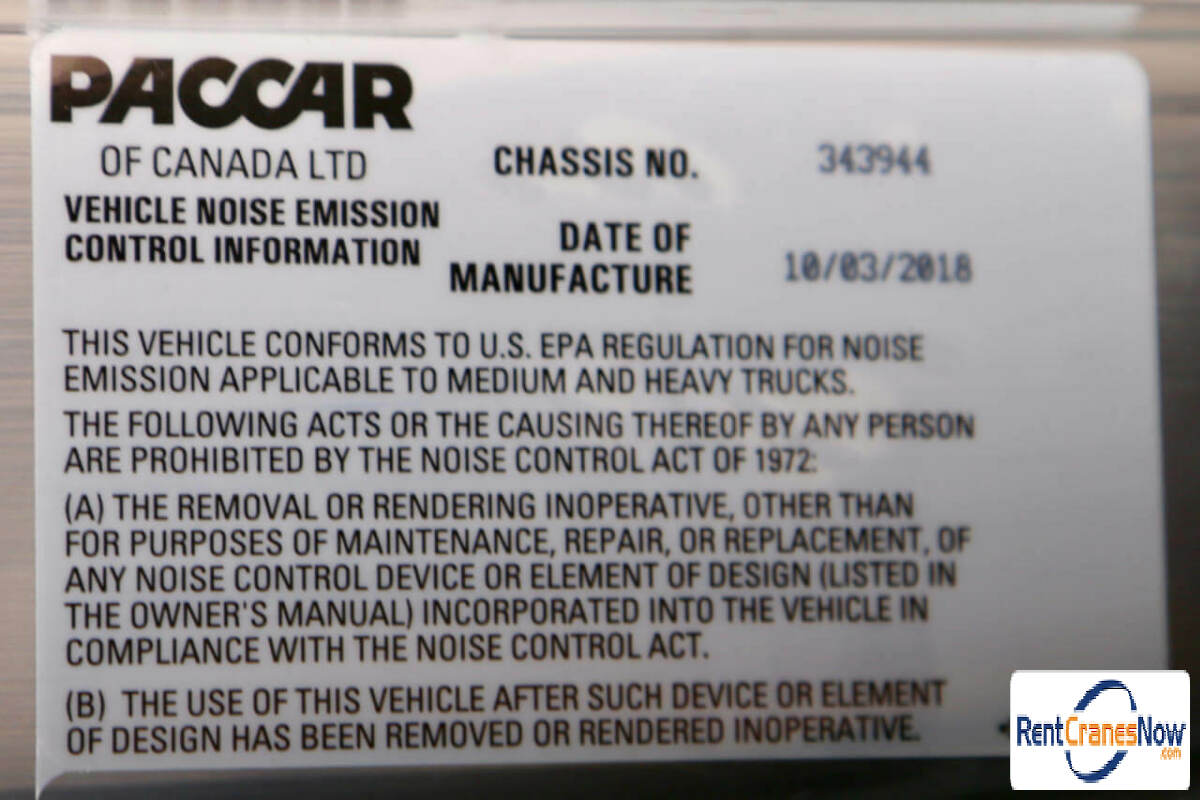 PACCAR
OF CANADA LTD
CHASSIS NO. 343944
VEHICLE NOISE EMISSION
CONTROL INFORMATION
DATE OF
MANUFACTURE 10/03/2018
THIS VEHICLE CONFORMS TO U.S. EPA REGULATION FOR NOISE
EMISSION APPLICABLE TO MEDIUM AND HEAVY TRUCKS.
THE FOLLOWING ACTS OR THE CAUSING THEREOF BY ANY PERSON
ARE PROHIBITED BY THE NOISE CONTROL ACT OF 1972:
(A) THE REMOVAL OR RENDERING INOPERATIVE, OTHER THAN
FOR PURPOSES OF MAINTENANCE, REPAIR, OR REPLACEMENT, OF
ANY NOISE CONTROL DEVICE OR ELEMENT OF DESIGN (LISTED IN
THE OWNER'S MANUAL) INCORPORATED INTO THE VEHICLE IN
COMPLIANCE WITH THE NOISE CONTROL ACT.
(B) THE USE OF THIS VEHICLE AFTER SUCH DEVICE OR ELEMENT
OF DESIGN HAS BEEN REMOVED OR RENDERED INOPERATIVE.
RentCranesNow
.com